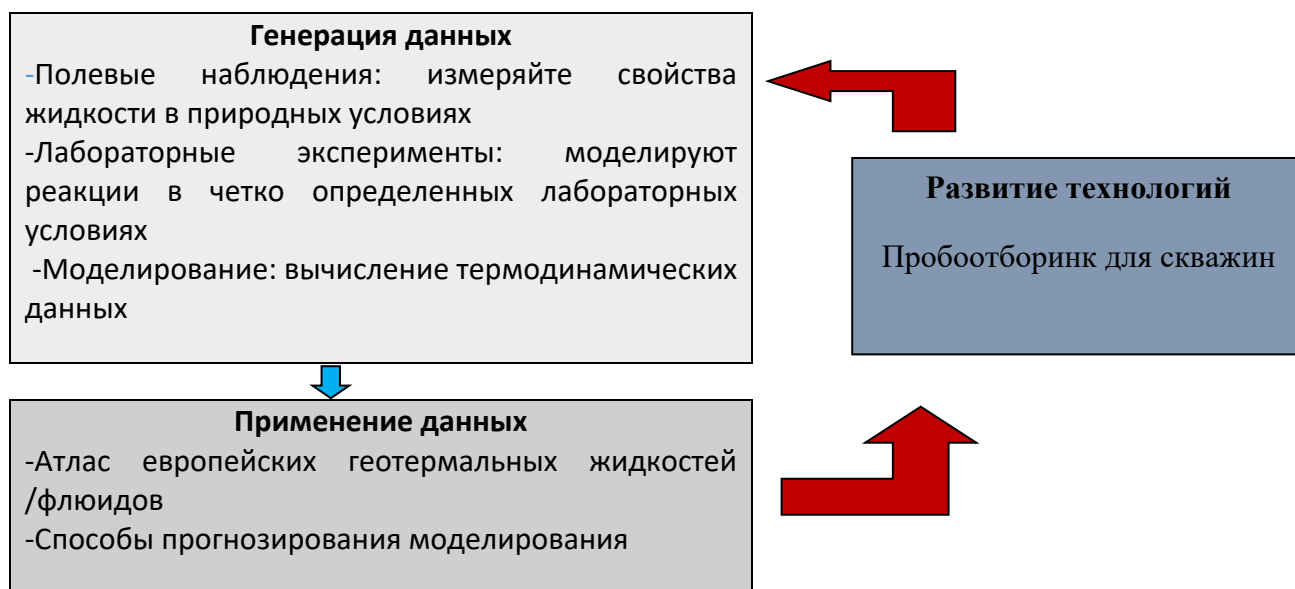 Генерация данных
-Полевые наблюдения: измеряйте свойства
жидкости в природных условиях
-Лабораторные эксперименты: моделируют
реакции в четко определенных лабораторных
условиях
-Моделирование: вычисление термодинамических
данных
Развитие технологий
Пробоотборинк для скважин
Применение данных
-Атлас европейских геотермальных жидкостей
/флюидов
-Способы прогнозирования моделирования